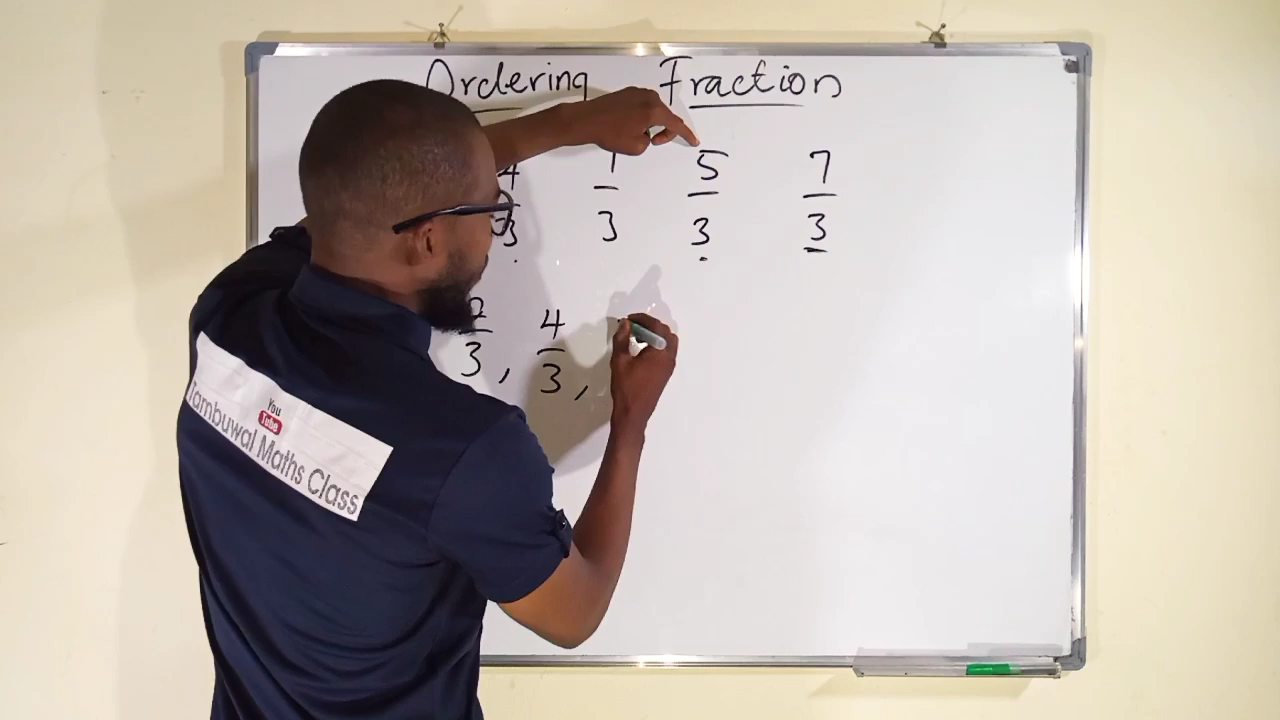 Ordering Fraction
4 1 5 7
3 3 3 3
2 4
3 , 3 ,
You
Tube
Tambuwal Maths Class